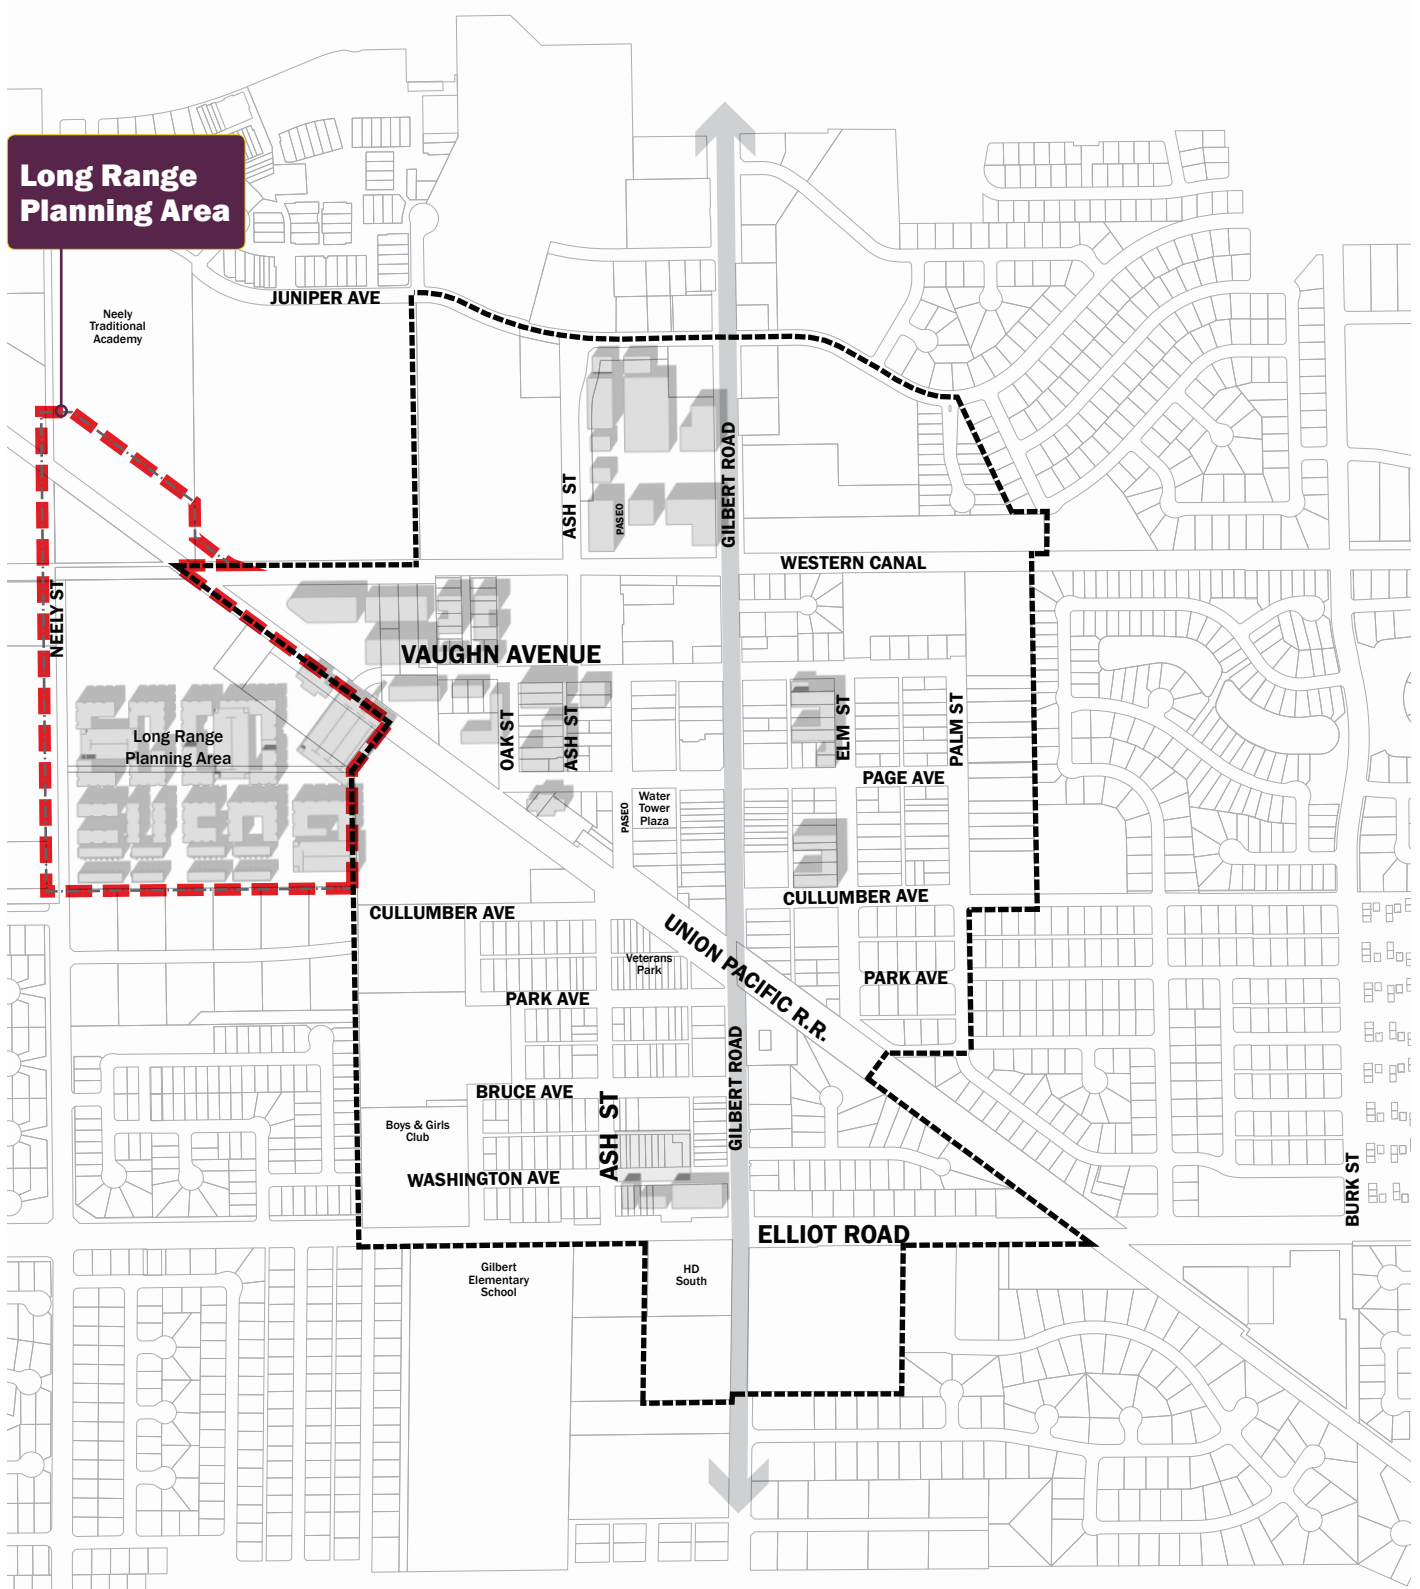 Long Range
Planning Area
JUNIPER AVE
Neely
Traditional
Academy
GILBERT ROAD
ASH ST
PASEO
WESTERN CANAL
NEELY ST
VAUGHN AVENUE
OAK ST
ASH ST
ELM ST
PALM ST
Long Range
Planning Area
PAGE AVE
Water
Tower
Plaza
PASEO
CULLUMBER AVE
CULLUMBER AVE
UNION PACIFIC R.R.
Veterans
Park
PARK AVE
PARK AVE
GILBERT ROAD
BRUCE AVE
ASH ST
Boys & Girls
Club
WASHINGTON AVE
BURK ST
ELLIOT ROAD
Gilbert
Elementary
School
HD
South